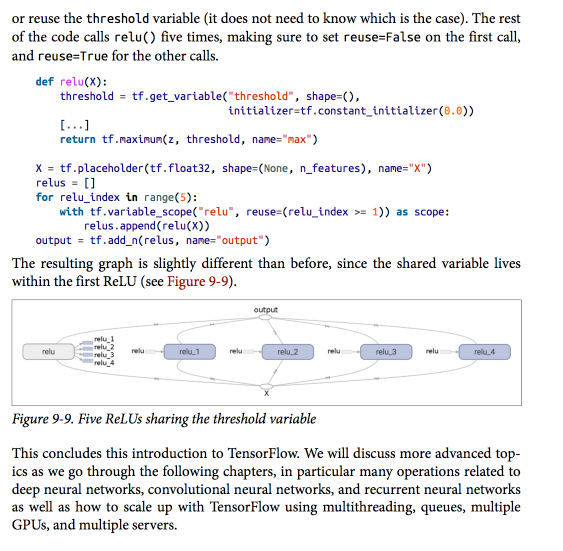 or reuse the threshold variable (it does not need to know which is the case). The rest
of the code calls relu() five times, making sure to set reuse=False on the first call,
and reuse=True for the other calls.
def relu(X):
    threshold = tf.get_variable("threshold", shape=(),
                                initializer=tf.constant_initializer(0.0))
    [...]
    return tf.maximum(z, threshold, name="max")
X = tf.placeholder(tf.float32, shape=(None, n_features), name="X")
relus = []
for relu_index in range(5):
    with tf.variable_scope("relu", reuse=(relu_index >= 1)) as scope:
        relus.append(relu(X))
output = tf.add_n(relus, name="output")
The resulting graph is slightly different than before, since the shared variable lives
within the first ReLU (see Figure 9-9).
output
relu_1
relu_2
relu_3
relu_4
relu relu relu_1 relu relu_2 relu relu_3 relu relu_4
X
Figure 9-9. Five ReLUs sharing the threshold variable
This concludes this introduction to TensorFlow. We will discuss more advanced top-
ics as we go through the following chapters, in particular many operations related to
deep neural networks, convolutional neural networks, and recurrent neural networks
as well as how to scale up with TensorFlow using multithreading, queues, multiple
GPUs, and multiple servers.